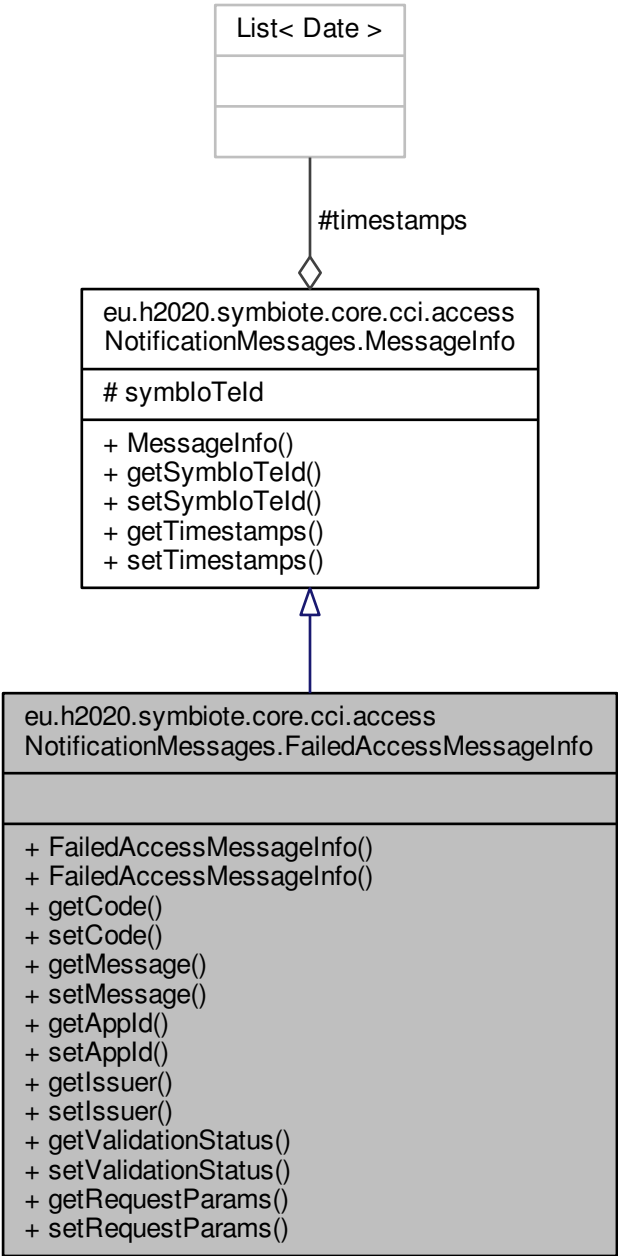 List< Date >
#timestamps
eu.h2020.symbiote.core.cci.access
NotificationMessages.MessageInfo
# symbIoTeId
+ MessageInfo()
+ getSymbIoTeId()
+ setSymbIoTeId()
+ getTimestamps()
+ setTimestamps()
eu.h2020.symbiote.core.cci.access
NotificationMessages.FailedAccessMessageInfo
+ FailedAccessMessageInfo()
+ FailedAccessMessageInfo()
+ getCode()
+ setCode()
+ getMessage()
+ setMessage()
+ getAppId()
+ setAppId()
+ getIssuer()
+ setIssuer()
+ getValidationStatus()
+ setValidationStatus()
+ getRequestParams()
+ setRequestParams()